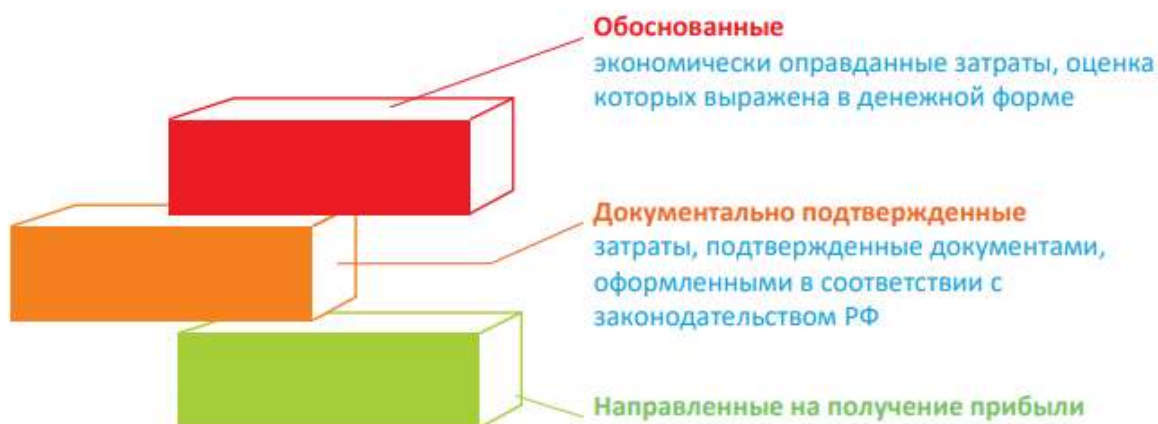 Обоснованные
экономически оправданные затраты, оценка
которых выражена в денежной форме
Документально подтвержденные
затраты, подтвержденные документами,
оформленными в соответствии с
законодательством РФ
Направленные на получение прибыли